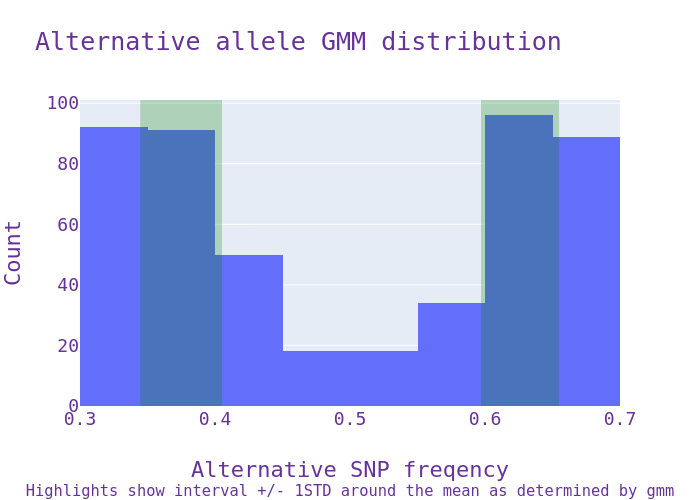 Alternative allele GMM distribution
100
80
60
40
20
0
Count
0.3 0.4 0.5 0.6 0.7
Alternative SNP freqency
Highlights show interval +/- 1STD around the mean as determined by gmm